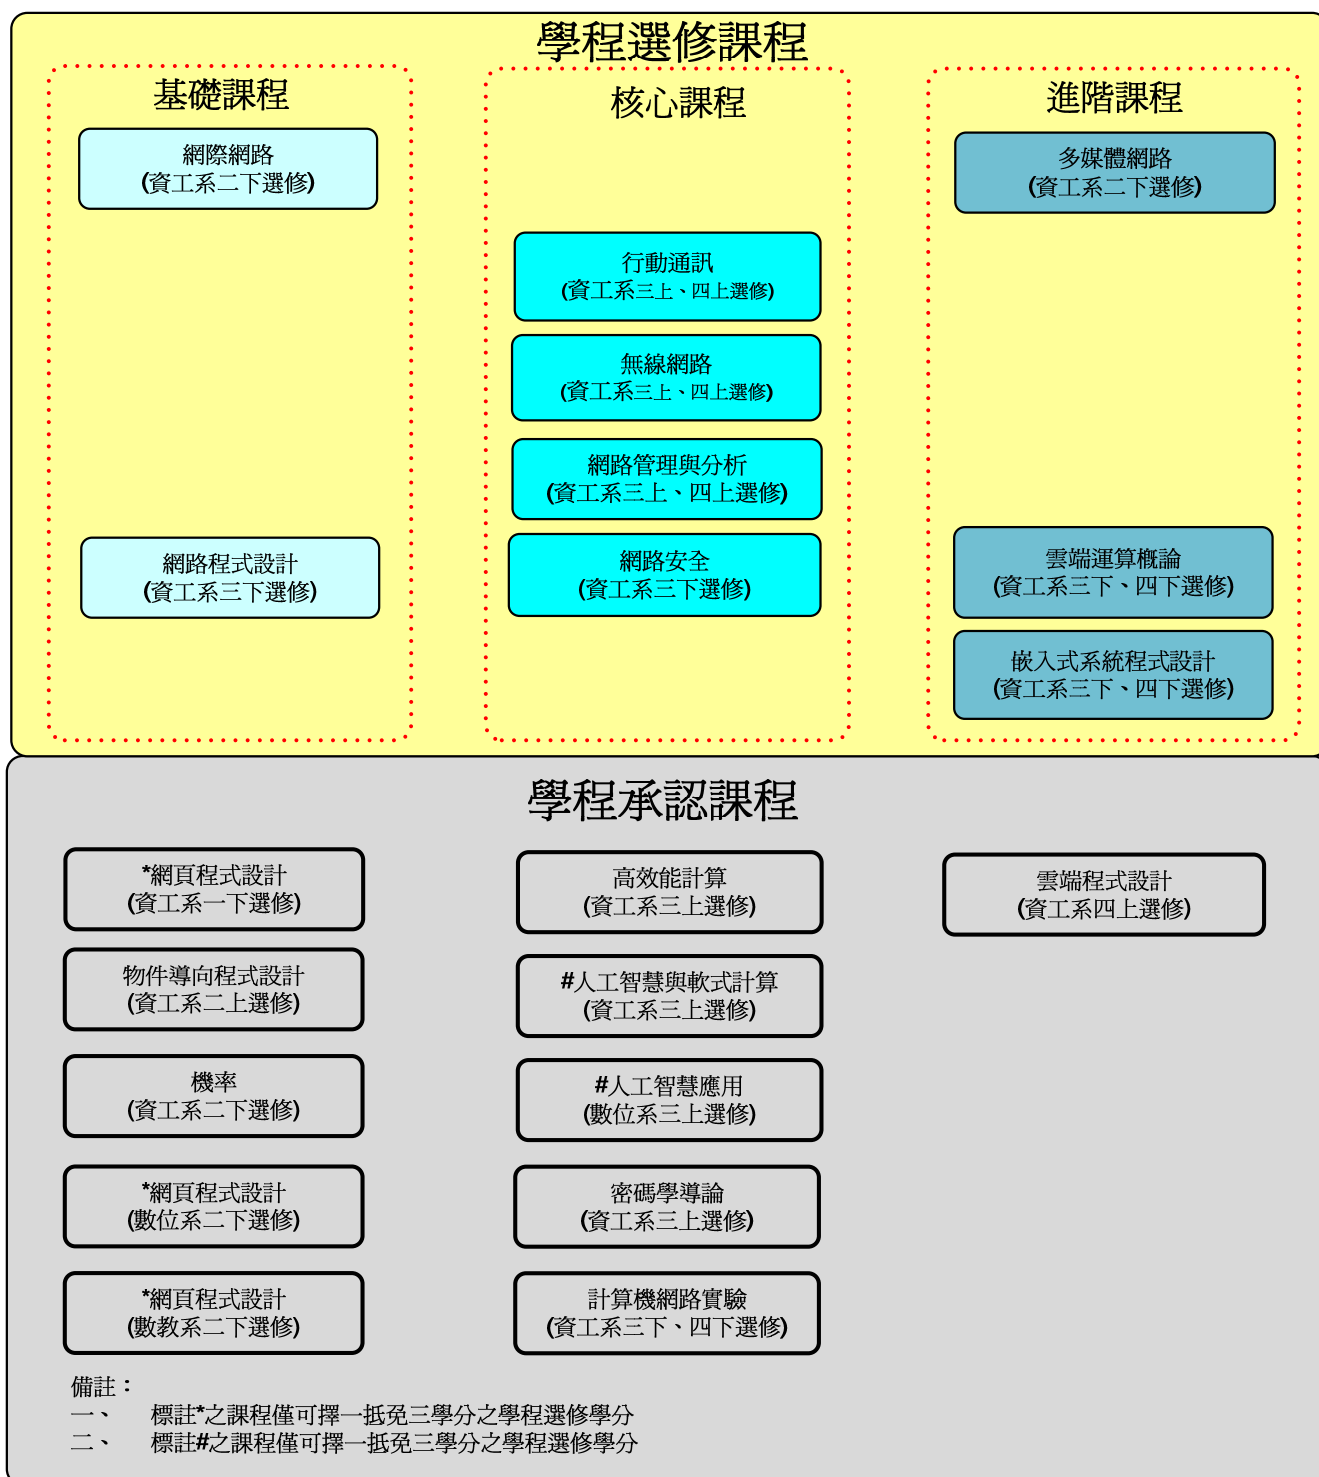 學程選修課程
基礎課程
網際網路
(資工系二下選修)
網路程式設計
(資工系三下選修)
核心課程
行動通訊
(資工系三上、四上選修)
無線網路
(資工系三上、四上選修)
網路管理與分析
(資工系三上、四上選修)
網路安全
(資工系三下選修)
進階課程
多媒體網路
(資工系二下選修)
雲端運算概論
(資工系三下、四下選修)
嵌入式系統程式設計
(資工系三下、四下選修)
學程承認課程
*網頁程式設計
(資工系一下選修)
物件導向程式設計
(資工系二上選修)
機率
(資工系二下選修)
*網頁程式設計
(數位系二下選修)
*網頁程式設計
(數教系二下選修)
高效能計算
(資工系三上選修)
#人工智慧與軟式計算
(資工系三上選修)
#人工智慧應用
(數位系三上選修)
密碼學導論
(資工系三上選修)
計算機網路實驗
(資工系三下、四下選修)
雲端程式設計
(資工系四上選修)
備註：
一、 標註*之課程僅可擇一抵免三學分之學程選修學分
二、 標註#之課程僅可擇一抵免三學分之學程選修學分